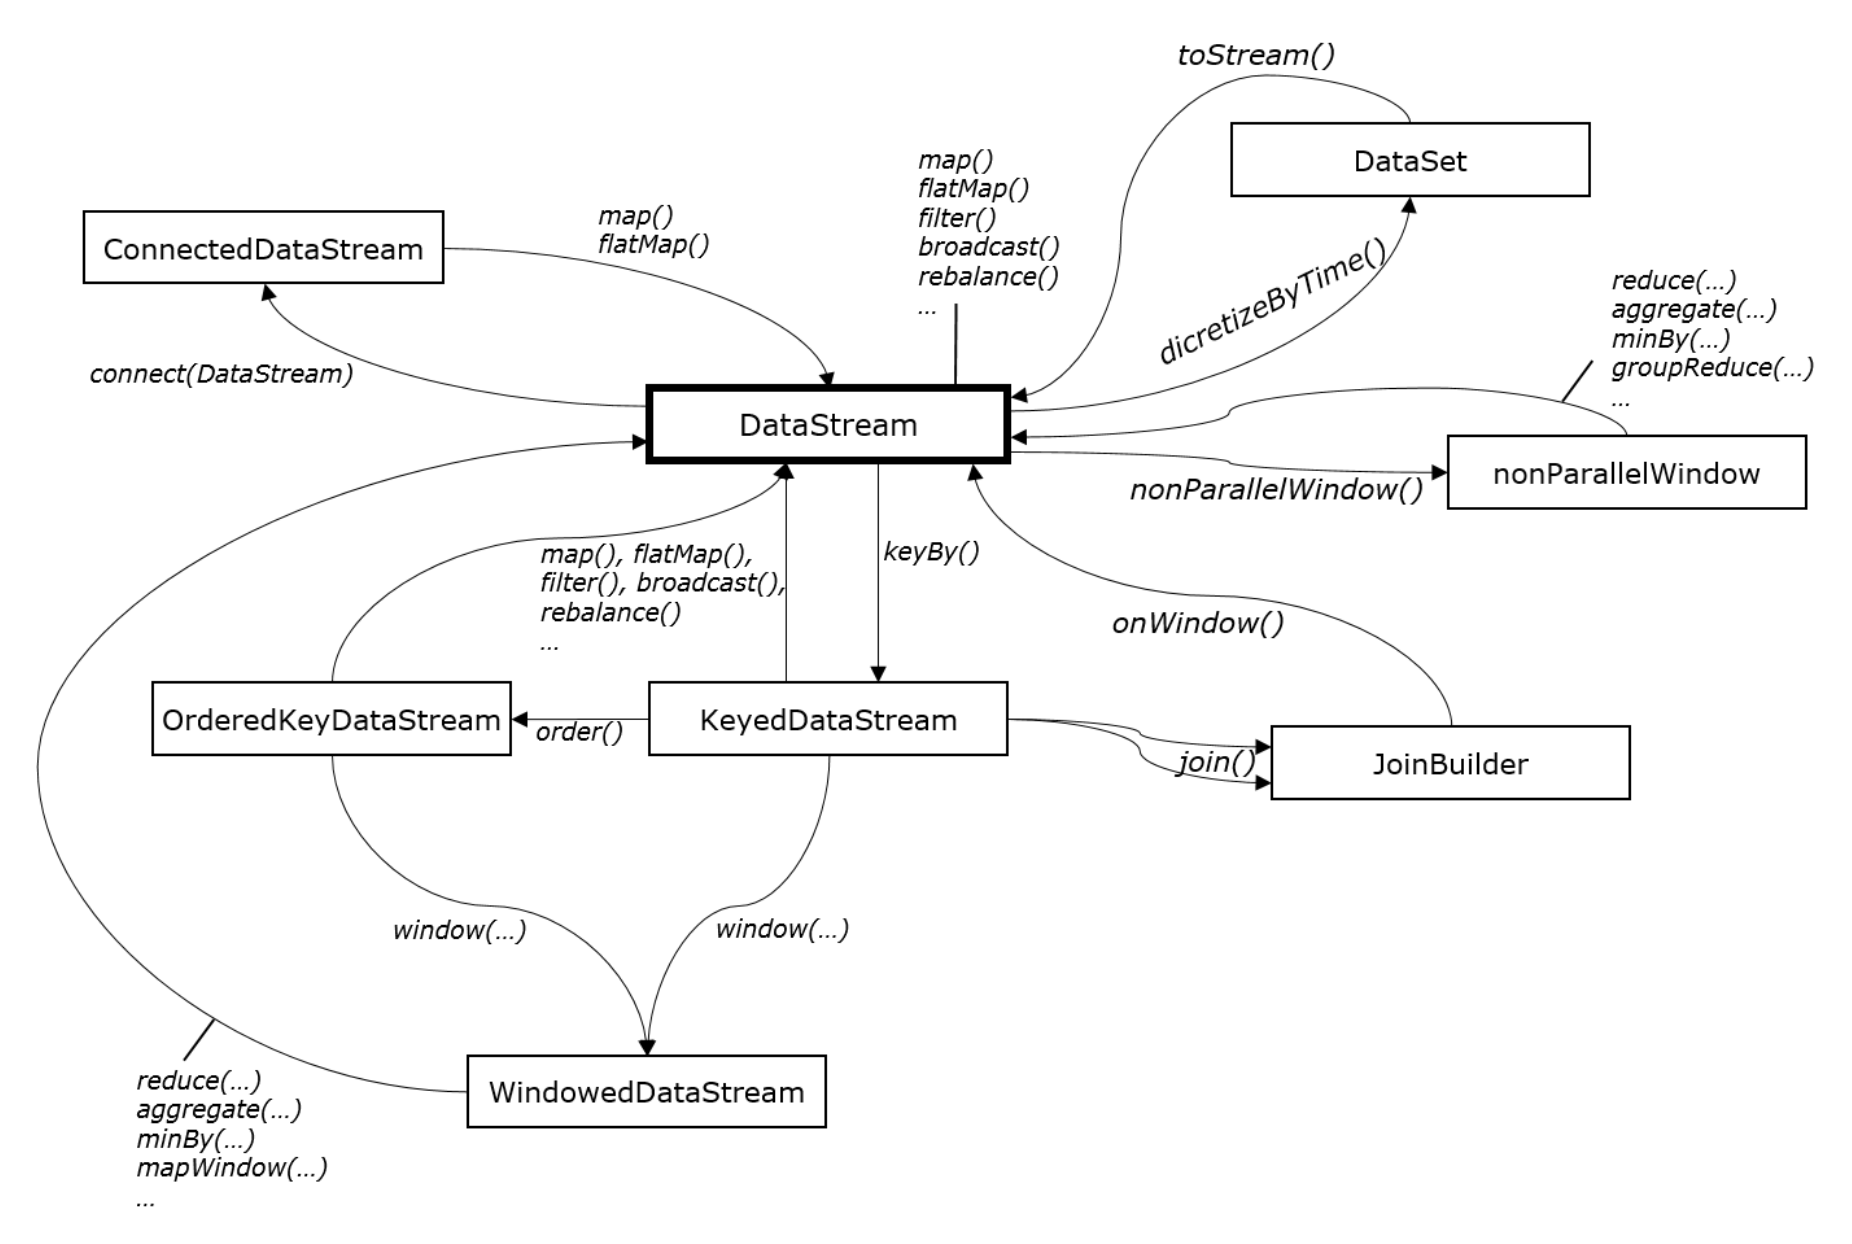 toStream()
DataSet
map()
flatMap()
filter()
broadcast()
rebalance()
...
map()
flatMap()
ConnectedDataStream
connect(DataStream)
dicretizeByTime()
reduce(...)
aggregate(...)
minBy(...)
groupReduce(...)
...
DataStream
nonParallelWindow
nonParallelWindow()
map(), flatMap(),
filter(), broadcast(),
rebalance()
...
keyBy()
onWindow()
OrderedKeyDataStream
order()
KeyedDataStream
join()
JoinBuilder
window(...)
window(...)
WindowedDataStream
reduce(...)
aggregate(...)
minBy(...)
mapWindow(...)
...